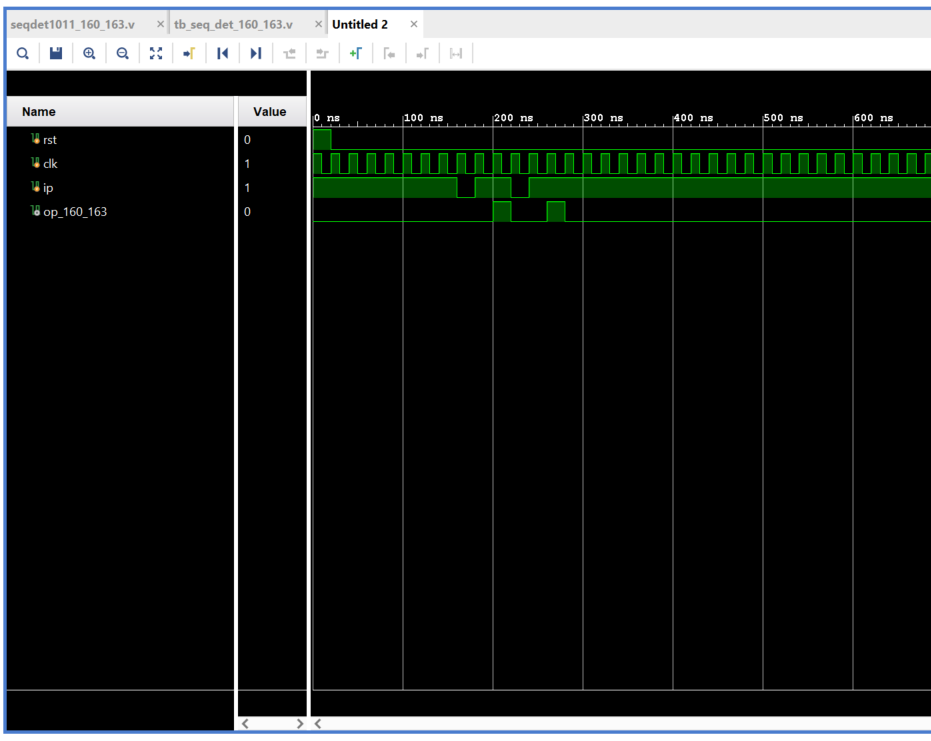 seqdet1011_160_163.v × tb_seq_det_160_163.v × Untitled 2 ×
Name Value
0 ns 100 ns 200 ns 300 ns 400 ns 500 ns 600 ns
rst 0
clk 1
ip 1
op_160_163 0